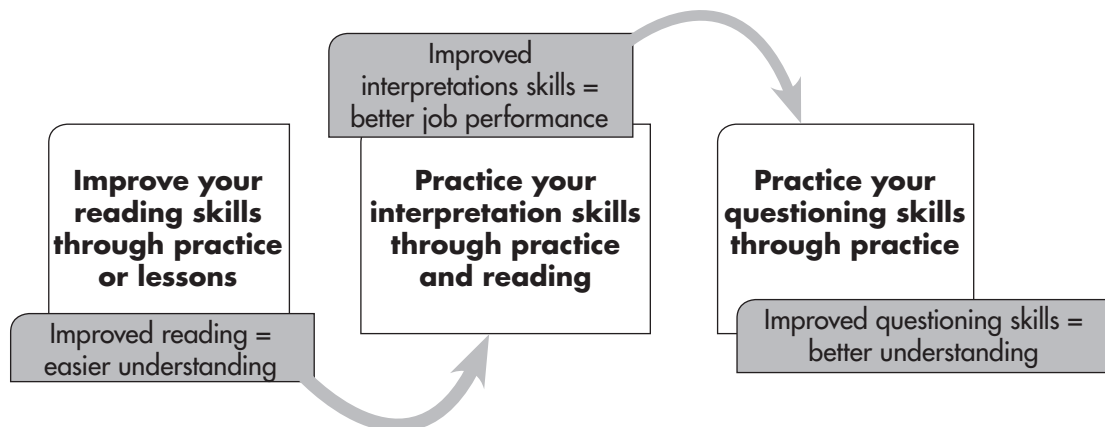 Improve your
reading skills
through practice
or lessons
Improved reading =
easier understanding
Improved
interpretations skills =
better job performance
Practice your
interpretation skills
through practice
and reading
Practice your
questioning skills
through practice
Improved questioning skills =
better understanding